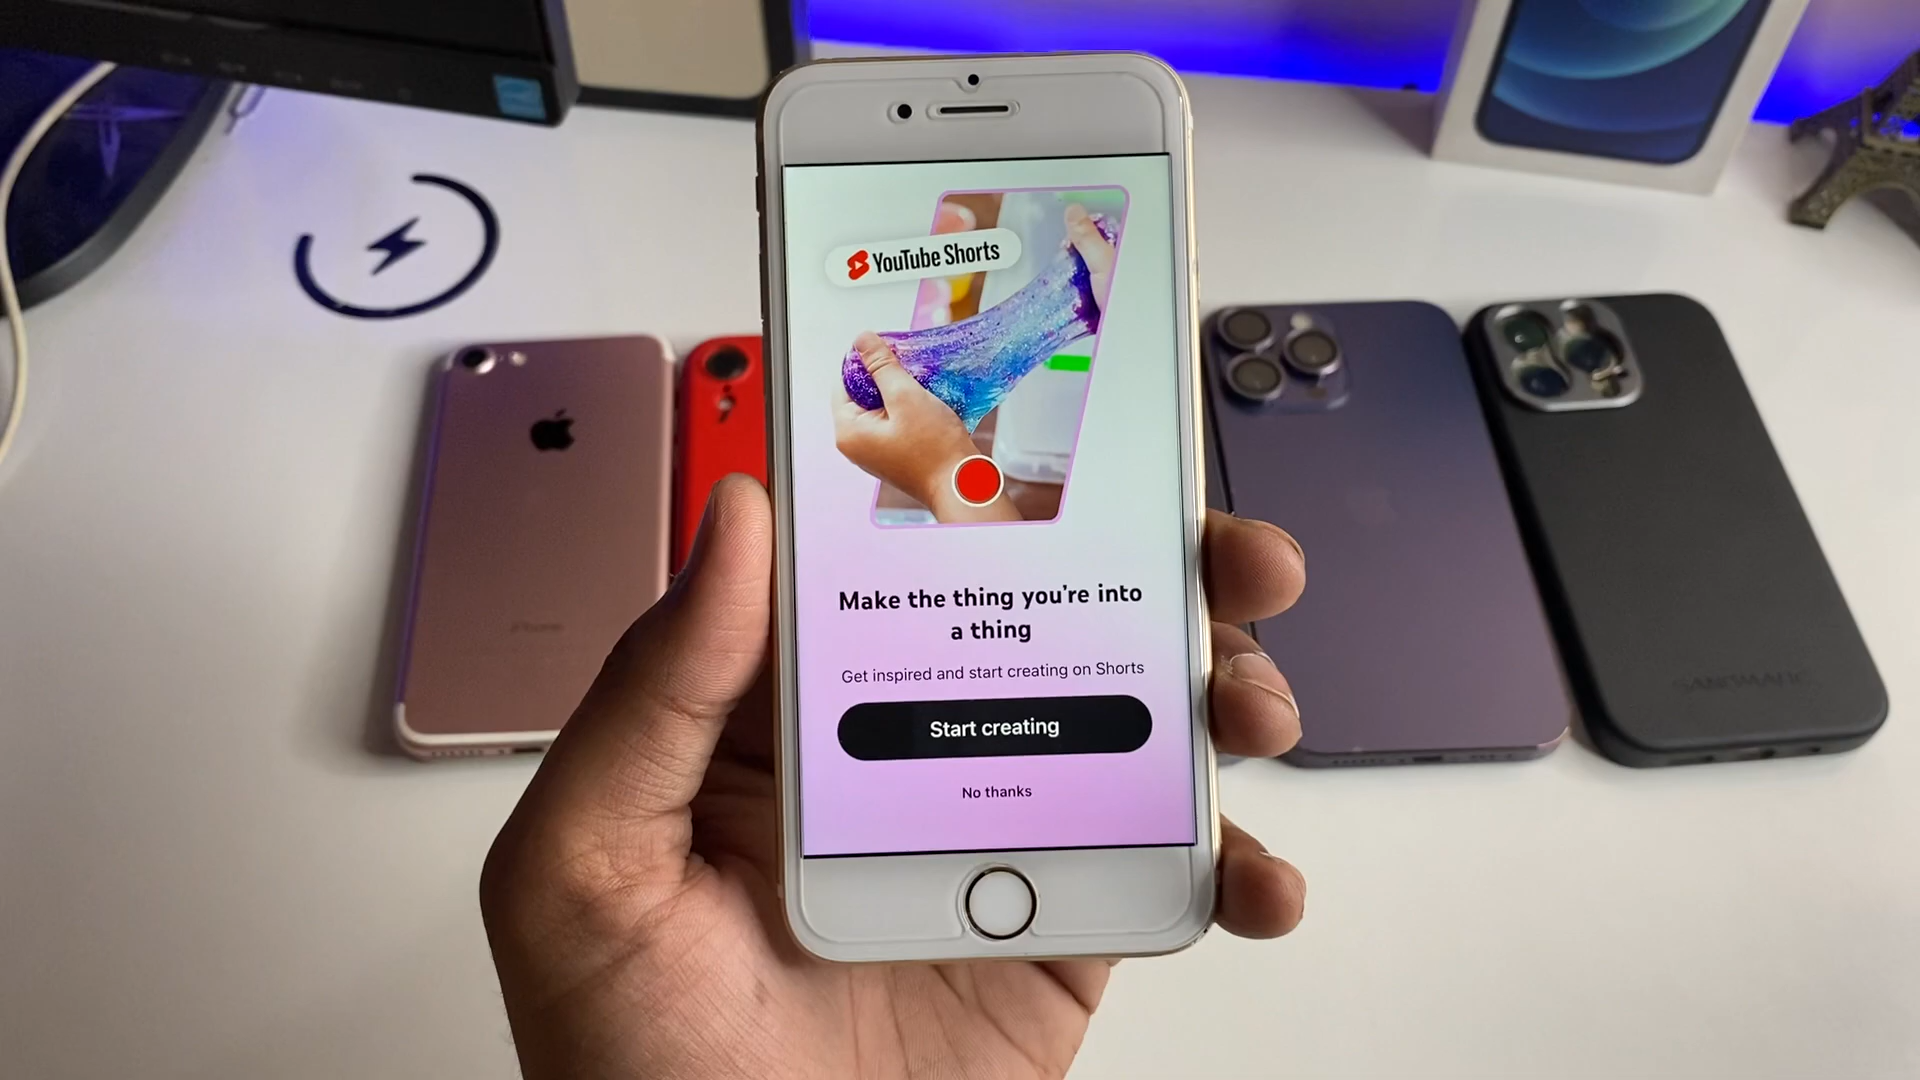 YouTube Shorts
Make the thing you're into
a thing
Get inspired and start creating on Shorts
Start creating
No thanks
iPhone